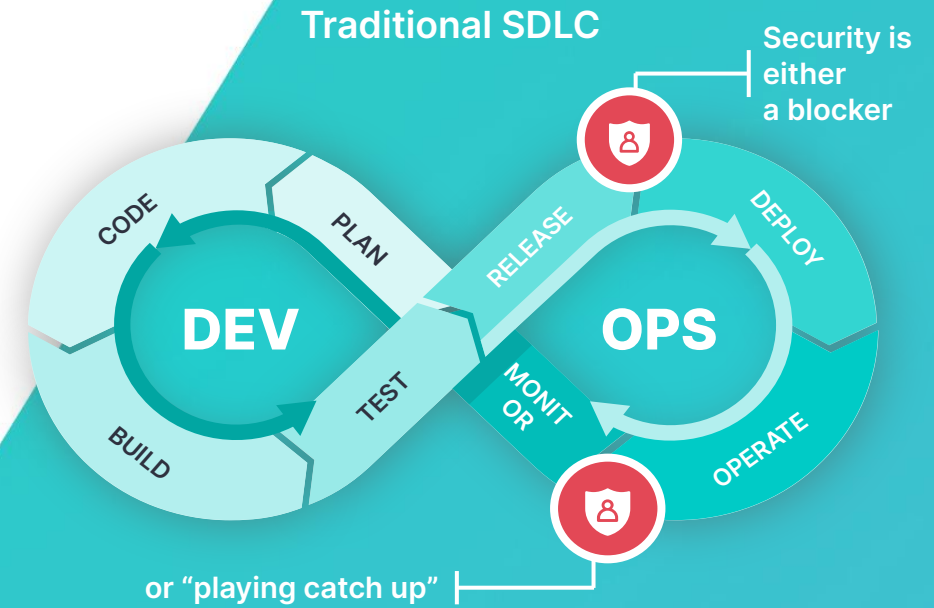 Traditional SDLC
Security is
either
a blocker
CODE
PLAN
RELEASE
DEPLOY
DEV
OPS
BUILD
TEST
MONIT
OR
OPERATE
or “playing catch up”